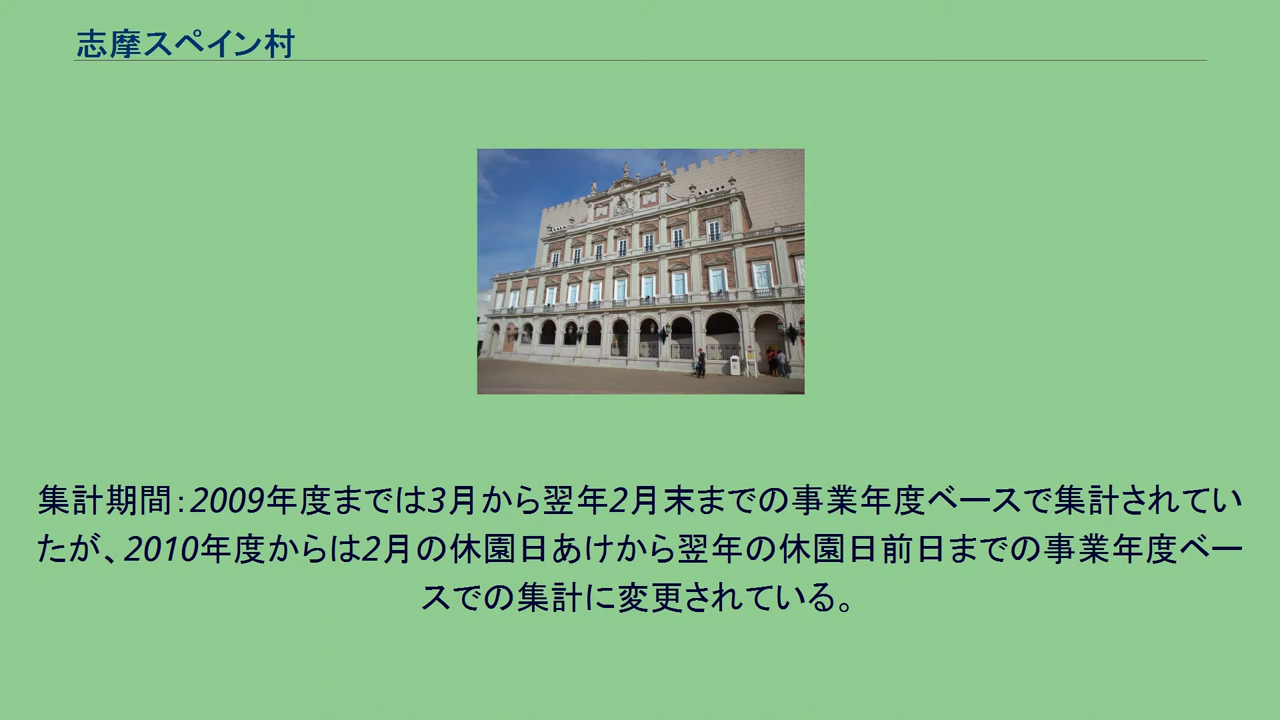 志摩スペイン村
集計期間：2009年度までは3月から翌年2月末までの事業年度ベースで集計されてい
たが、2010年度からは2月の休園日あけから翌年の休園日前日までの事業年度ベー
スでの集計に変更されている。